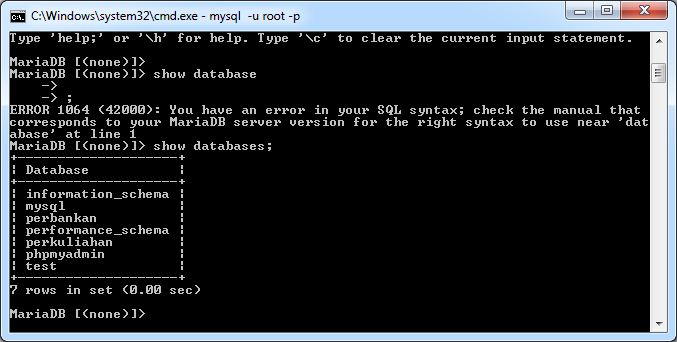 C:\Windows\system32\cmd.exe - mysql  -u root -p
Type 'help;' or '\h' for help. Type '\c' to clear the current input statement.

MariaDB [(none)]>
MariaDB [(none)]> show database
    ->
    -> ;
ERROR 1064 (42000): You have an error in your SQL syntax; check the manual that
corresponds to your MariaDB server version for the right syntax to use near 'dat
abase' at line 1
MariaDB [(none)]> show databases;
+--------------------+
| Database           |
+--------------------+
| information_schema |
| mysql              |
| perbankan          |
| performance_schema |
| perkuliahan        |
| phpmyadmin         |
| test               |
+--------------------+
7 rows in set (0.00 sec)

MariaDB [(none)]>